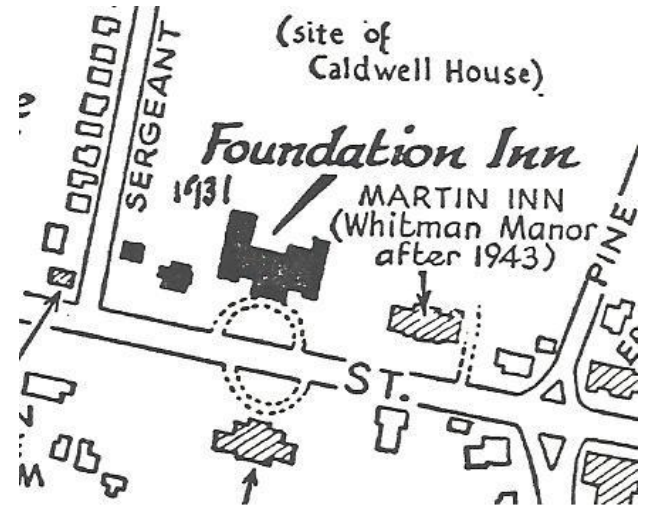 (site of
Caldwell House)
SERGEANT
Foundation Inn
1931
MARTIN INN
(Whitman Manor
after 1943)
PINE
ST.